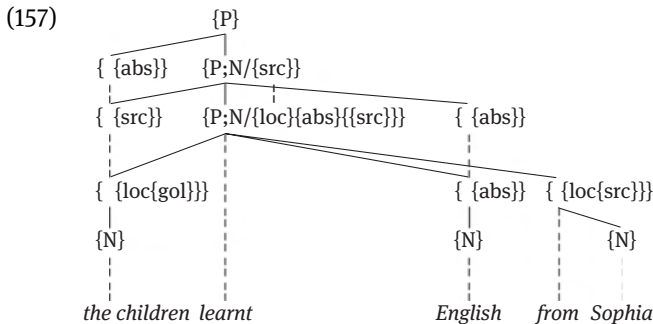 (157) {P}
{ {abs}} {P;N/{src}}
{ {src}} {P;N/{loc}{abs}{{src}}} { {abs}}
{ {loc{gol}}} { {abs}} { {loc{src}}}
{N} {N} {N}
the children learnt English from Sophia